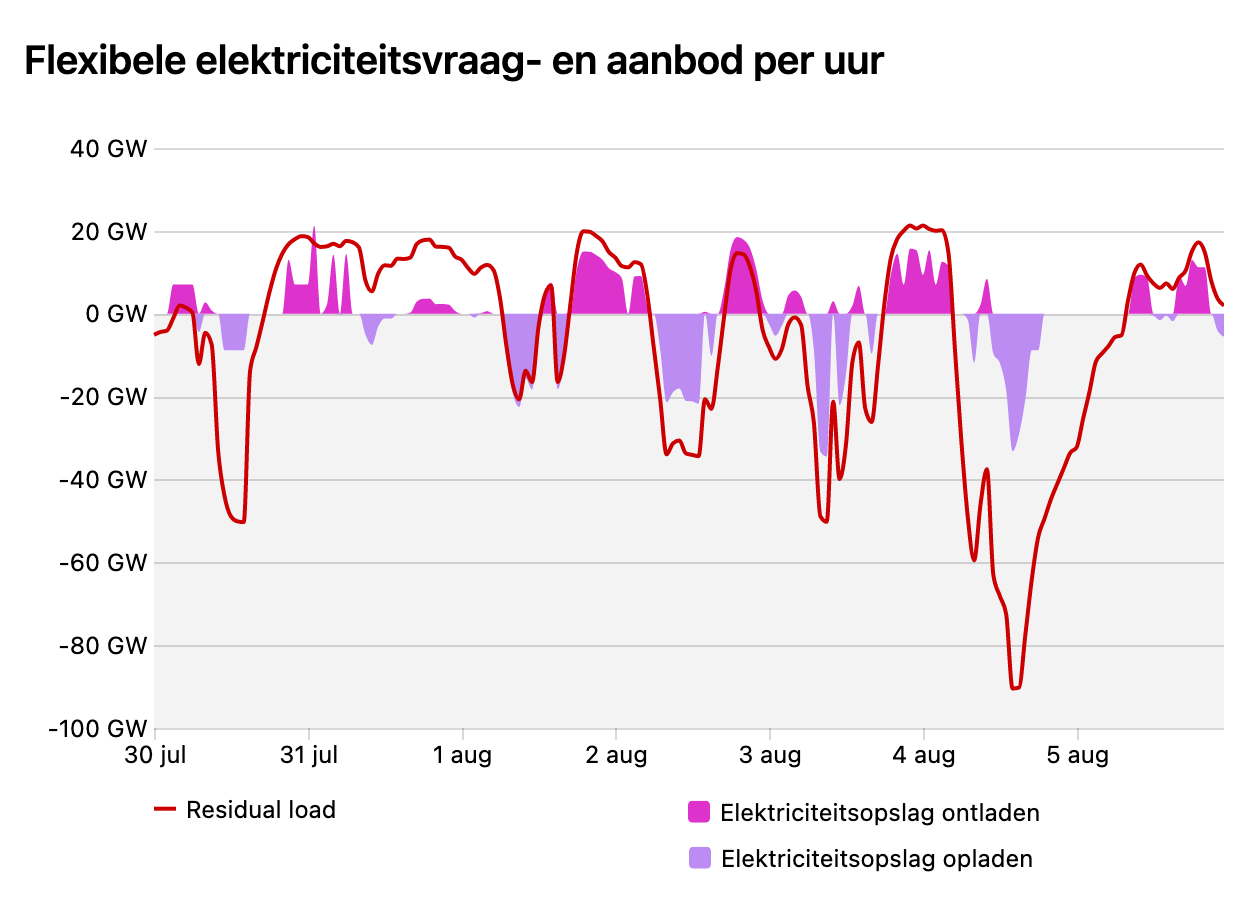 Flexibele elektriciteitsvraag- en aanbod per uur
40 GW
20 GW
0 GW
-20 GW
-40 GW
-60 GW
-80 GW
-100 GW
30 jul 31 jul 1 aug 2 aug 3 aug 4 aug 5 aug
Residual load
Elektriciteitsopslag ontladen
Elektriciteitsopslag opladen